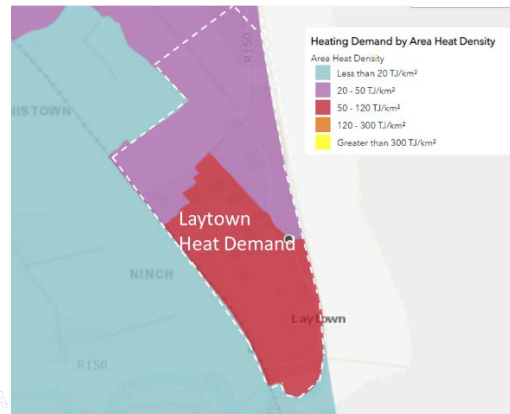 R150
Heating Demand by Area Heat Density
Area Heat Density
Less than 20 TJ/km²
20 - 50 TJ/km²
50 - 120 TJ/km²
120 - 300 TJ/km²
Greater than 300 TJ/km²
NISTOWN
Laytown
Heat Demand
NINCH
Laytown
R150